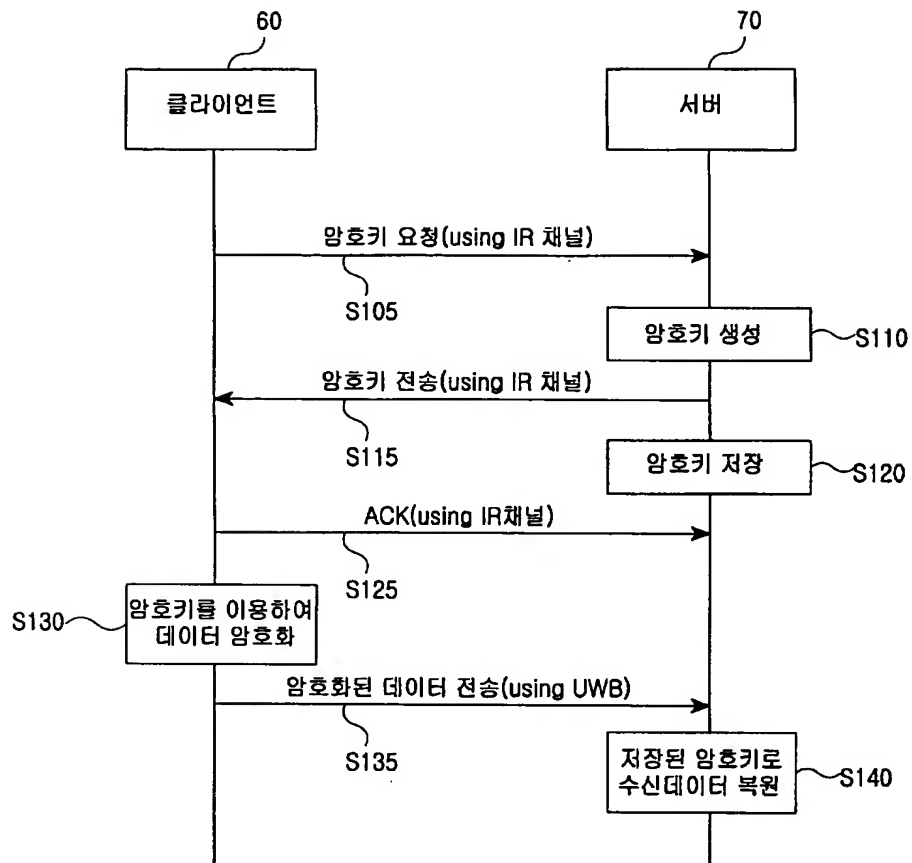 60
70
클라이언트
서버
암호키 요청(using IR 채널)
S105
암호키 생성
S110
암호키 전송(using IR 채널)
S115
암호키 저장
S120
ACK(using IR채널)
S125
S130
암호키를 이용하여
데이터 암호화
암호화된 데이터 전송(using UWB)
S135
저장된 암호키로
수신데이터 복원
S140